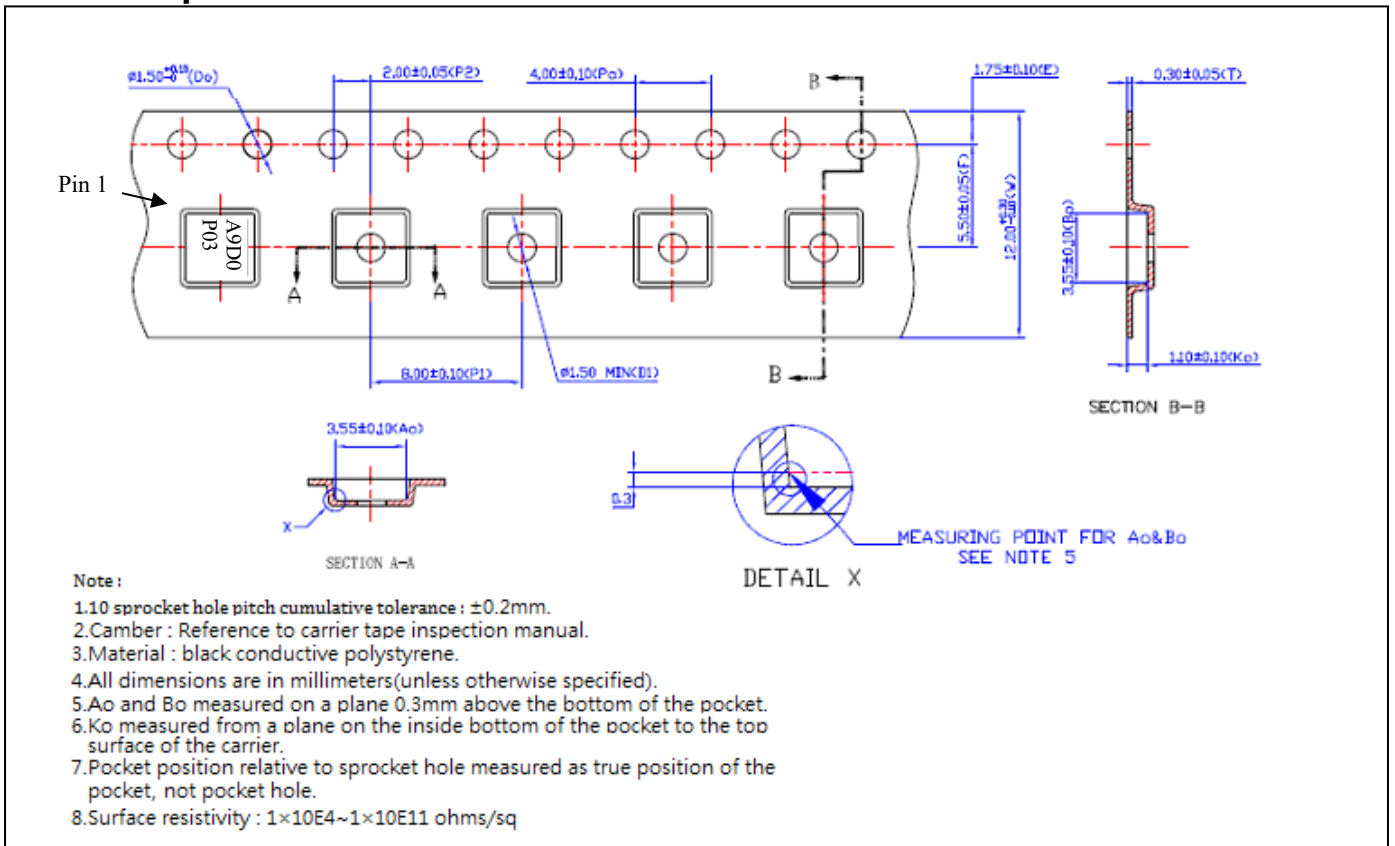 ø1.50+0.10-0(Do)
2.00±0.05(P2)
4.00±0.10(Po)
B
1.75±0.10(E)
0.30±0.05(T)
Pin 1
A9D0
P03
A
A
5.50±0.05(F)
3.55±0.10(Bo)
8.00±0.10(P1)
ø1.50 MIN(D1)
B
1.10±0.10(Ko)
SECTION B-B
3.55±0.10(Ao)
X
SECTION A-A
0.3
MEASURING POINT FOR Ao&Bo
SEE NOTE 5
DETAIL X
Note :
1.10 sprocket hole pitch cumulative tolerance : ±0.2mm.
2.Camber : Reference to carrier tape inspection manual.
3.Material : black conductive polystyrene.
4.All dimensions are in millimeters(unless otherwise specified).
5.Ao and Bo measured on a plane 0.3mm above the bottom of the pocket.
6.Ko measured from a plane on the inside bottom of the pocket to the top
surface of the carrier.
7.Pocket position relative to sprocket hole measured as true position of the
pocket, not pocket hole.
8.Surface resistivity : 1×10E4~1×10E11 ohms/sq